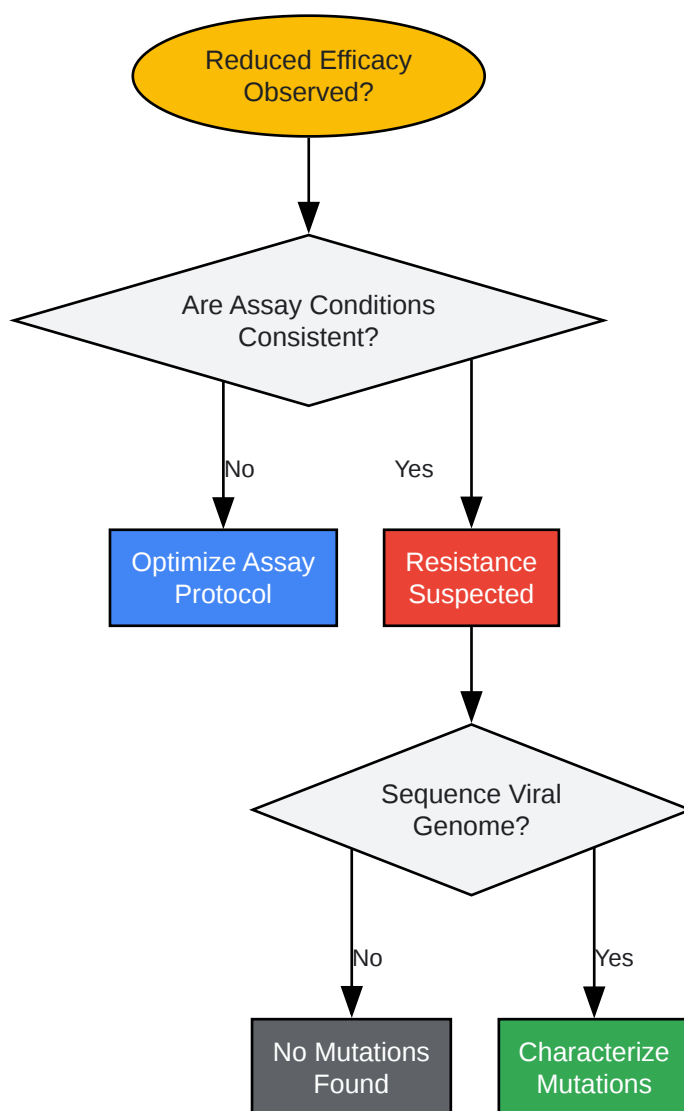 Reduced Efficacy
Observed?
Are Assay Conditions
Consistent?
No
Yes
Optimize Assay
Protocol
Resistance
Suspected
Sequence Viral
Genome?
No
Yes
No Mutations
Found
Characterize
Mutations